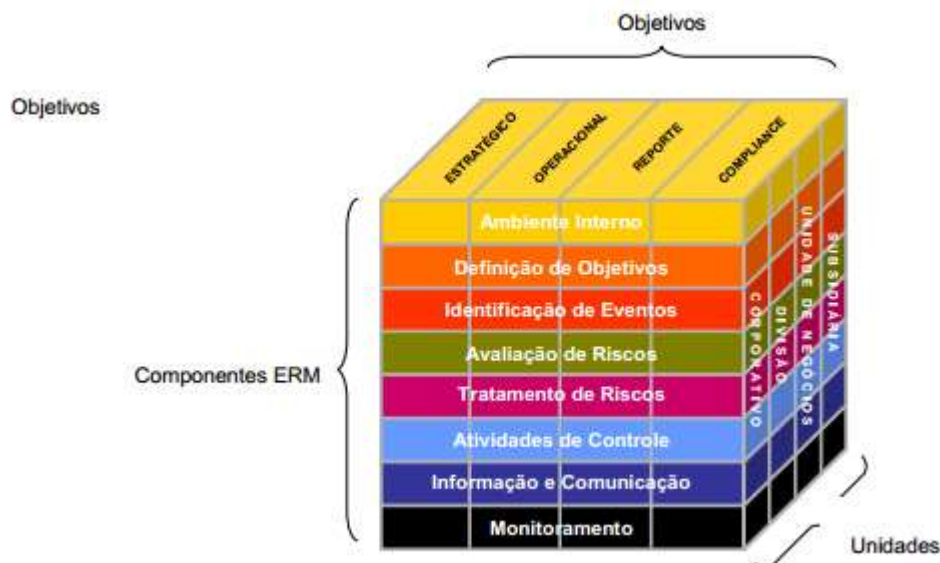 Objetivos
Objetivos
ESTRATÉGICO
OPERACIONAL
REPORTE
COMPLIANCE
Ambiente Interno
Definição de Objetivos
Identificação de Eventos
Avaliação de Riscos
Componentes ERM
Tratamento de Riscos
Atividades de Controle
Informação e Comunicação
Monitoramento
CORPORATIVO
DIVISÃO
UNIDADE DE NEGÓCIOS
SUBSIDIÁRIA
Unidades